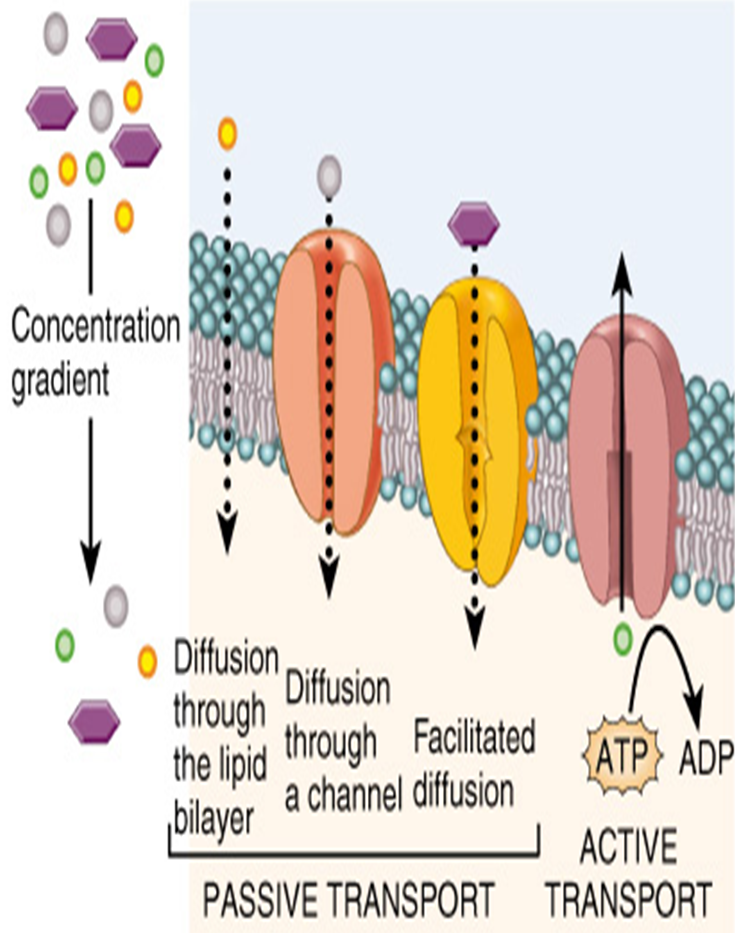 Concentration
gradient
Diffusion
through
the lipid
bilayer
Diffusion
through
a channel
Facilitated
diffusion
ATP
ADP
PASSIVE TRANSPORT
ACTIVE
TRANSPORT